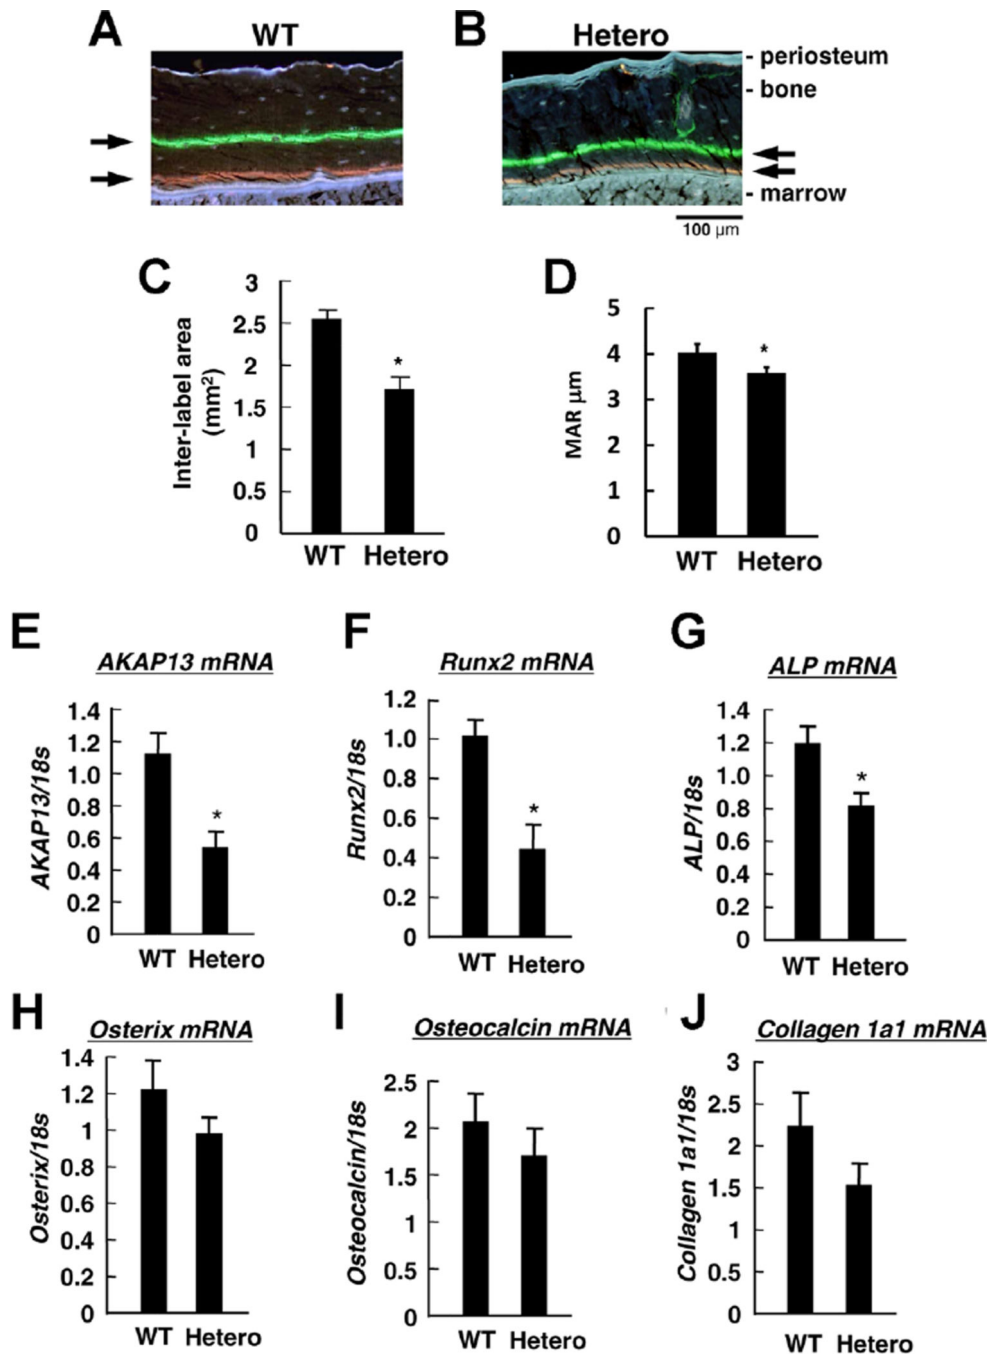 A
WT
B
Hetero
- periosteum
- bone
- marrow
100 µm
C
Inter-label area
(mm²)
3
2.5
2
1.5
1
0.5
0
*
WT Hetero
D
MAR µm
5
4
3
4
1
0
*
WT Hetero
E
AKAP13 mRNA
AKAP13/18s
1.4
1.2
1.0
0.8
0.6
0.4
0.2
0
*
WT Hetero
F
Runx2 mRNA
Runx2/18s
1.2
1.0
0.8
0.6
0.4
0.2
0
*
WT Hetero
G
ALP mRNA
ALP/18s
1.4
1.2
1.0
0.8
0.6
0.4
0.2
0
*
WT Hetero
H
Osterix mRNA
Osterix/18s
1.4
1.2
1
0.8
0.6
0.4
0.2
0
WT Hetero
I
Osteocalcin mRNA
Osteocalcin/18s
2.5
2
1.5
1
0.5
0
WT Hetero
J
Collagen 1a1 mRNA
Collagen 1a1/18s
3
2.5
2
1.5
1
0.5
0
WT Hetero